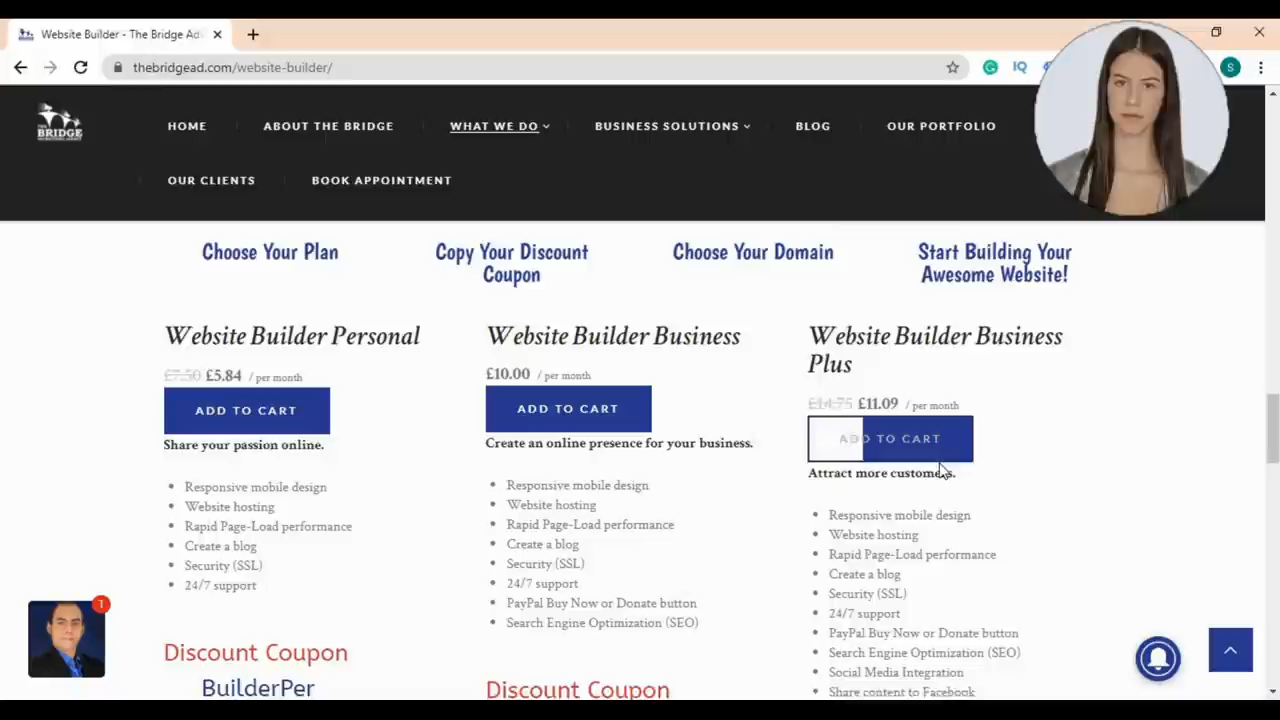 Website Builder - The Bridge Adv
thebridgead.com/website-builder/
IQ
S
THE BRIDGE
HOME
ABOUT THE BRIDGE
WHAT WE DO
BUSINESS SOLUTIONS
BLOG
OUR PORTFOLIO
OUR CLIENTS
BOOK APPOINTMENT
Choose Your Plan
Copy Your Discount
Coupon
Choose Your Domain
Start Building Your
Awesome Website!
Website Builder Personal
£7.50 £5.84 / per month
ADD TO CART
Share your passion online.
Responsive mobile design
Website hosting
Rapid Page-Load performance
Create a blog
Security (SSL)
24/7 support
Discount Coupon
BuilderPer
Website Builder Business
£10.00 / per month
ADD TO CART
Create an online presence for your business.
Responsive mobile design
Website hosting
Rapid Page-Load performance
Create a blog
Security (SSL)
24/7 support
PayPal Buy Now or Donate button
Search Engine Optimization (SEO)
Discount Coupon
Website Builder Business
Plus
£14.75 £11.09 / per month
ADD TO CART
Attract more customers.
Responsive mobile design
Website hosting
Rapid Page-Load performance
Create a blog
Security (SSL)
24/7 support
PayPal Buy Now or Donate button
Search Engine Optimization (SEO)
Social Media Integration
Share content to Facebook
1